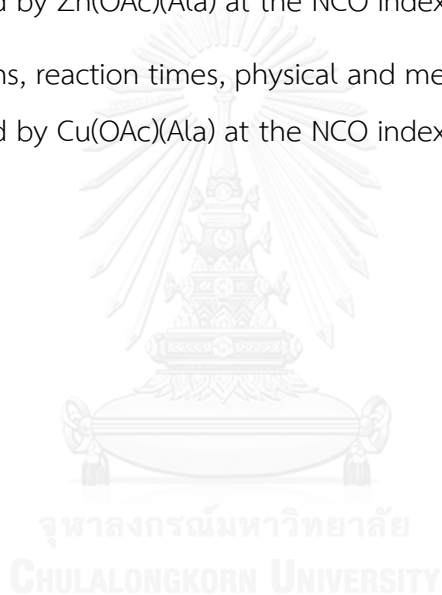 d by Zn(OAc)(Ala) at the NCO index
ns, reaction times, physical and me
d by Cu(OAc)(Ala) at the NCO index
จุฬาลงกรณ์มหาวิทยาลัย
CHULALONGKORN UNIVERSITY